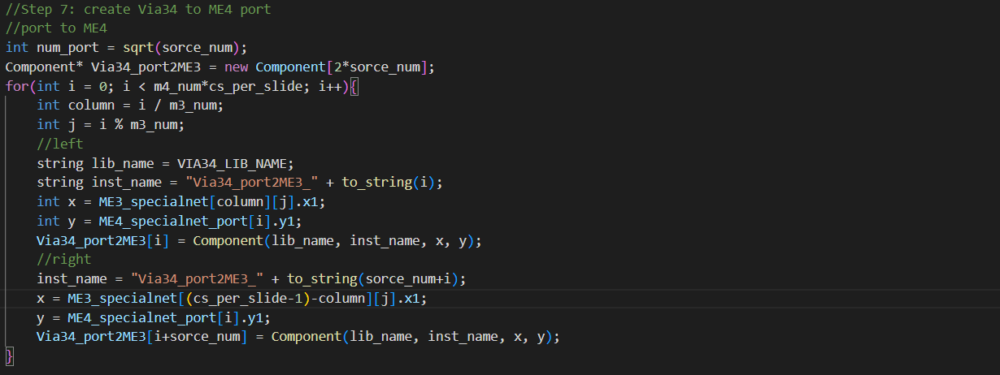 //Step 7: create Via34 to ME4 port
//port to ME4
int num_port = sqrt(sorce_num);
Component* Via34_port2ME3 = new Component[2*sorce_num];
for(int i = 0; i < m4_num*cs_per_slide; i++){
    int column = i / m3_num;
    int j = i % m3_num;
    //left
    string lib_name = VIA34_LIB_NAME;
    string inst_name = "Via34_port2ME3_" + to_string(i);
    int x = ME3_specialnet[column][j].x1;
    int y = ME4_specialnet_port[i].y1;
    Via34_port2ME3[i] = Component(lib_name, inst_name, x, y);
    //right
    inst_name = "Via34_port2ME3_" + to_string(sorce_num+i);
    x = ME3_specialnet[(cs_per_slide-1)-column][j].x1;
    y = ME4_specialnet_port[i].y1;
    Via34_port2ME3[i+sorce_num] = Component(lib_name, inst_name, x, y);
}